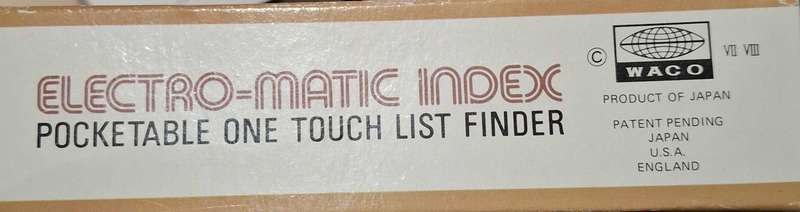 ELECTRO-MATIC INDEX
POCKETABLE ONE TOUCH LIST FINDER
© WACO VII VIII
PRODUCT OF JAPAN
PATENT PENDING
JAPAN
U.S.A.
ENGLAND